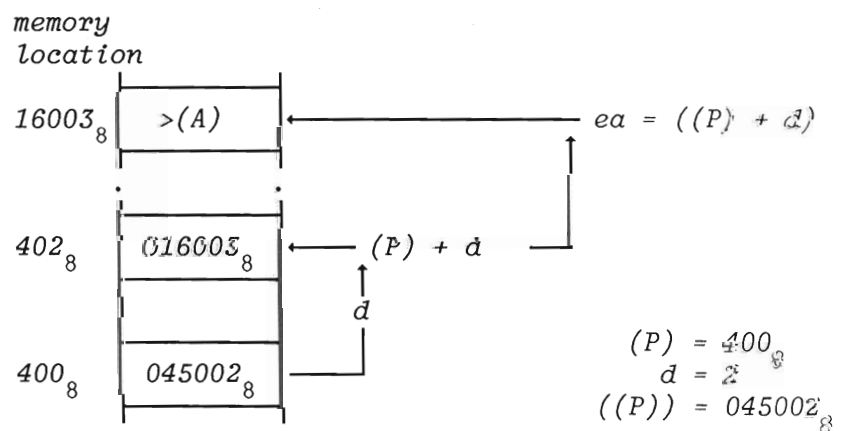 memory
location
16003₈ >(A) ea = ((P) + d)
. .
402₈ 016003₈ (P) + d
d
400₈ 045002₈
(P) = 400₈
d = 2
((P)) = 045002₈